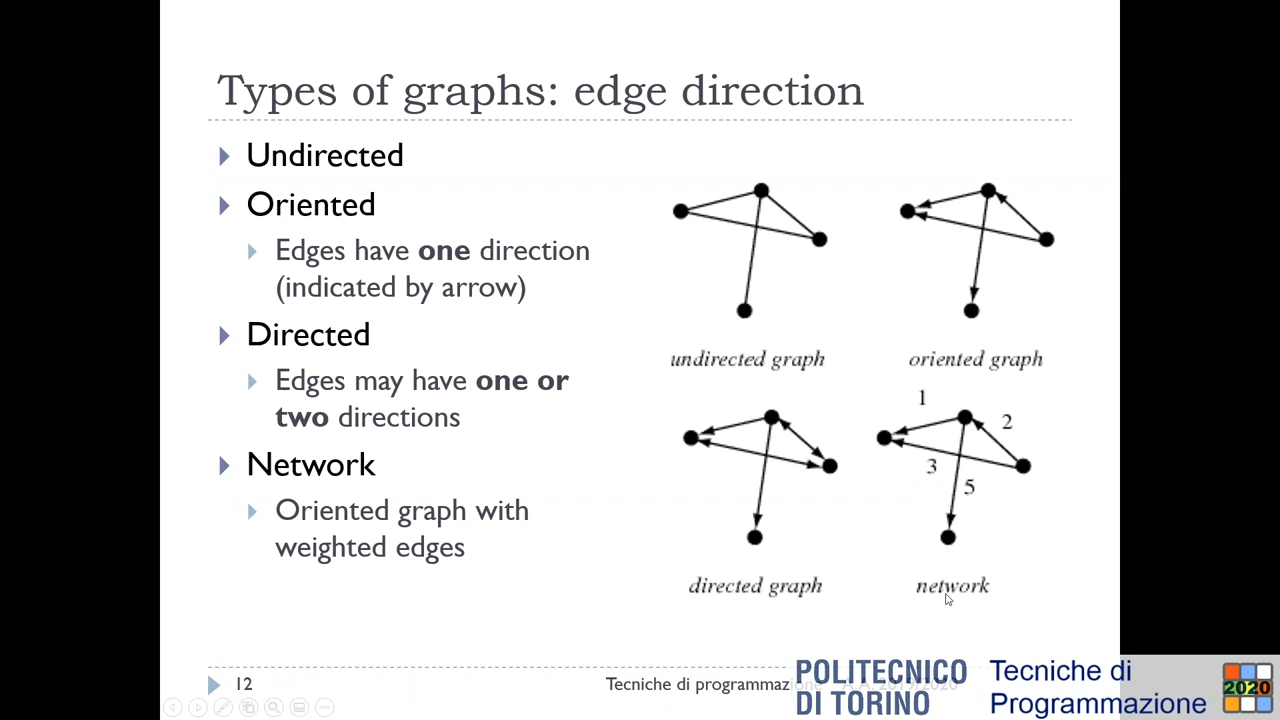 Types of graphs: edge direction
Undirected
Oriented
Edges have one direction
(indicated by arrow)
Directed
Edges may have one or
two directions
Network
Oriented graph with
weighted edges
undirected graph
oriented graph
1
2
3
5
directed graph
network
12
Tecniche di programmazione A.A. 2019/2020
POLITECNICO
DI TORINO
Tecniche di
Programmazione
2020